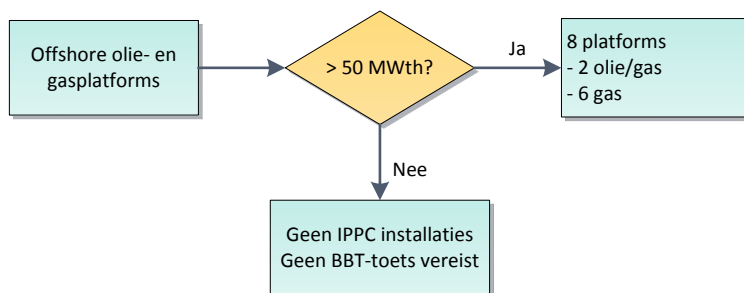 Offshore olie- en
gasplatforms
> 50 MWth?
Ja
8 platforms
- 2 olie/gas
- 6 gas
Nee
Geen IPPC installaties
Geen BBT-toets vereist